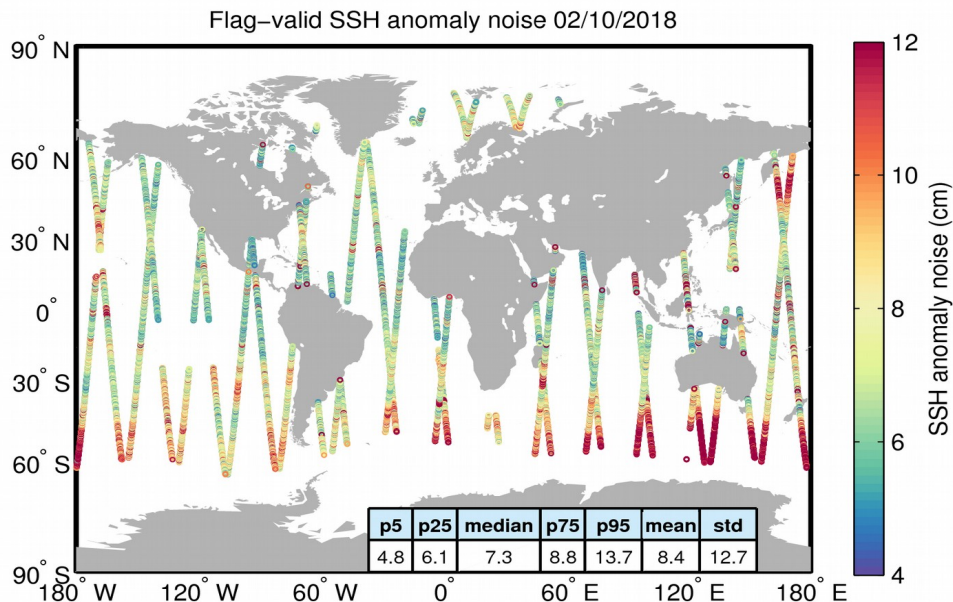 Flag−valid SSH anomaly noise 02/10/2018
90° N
60° N
30° N
0°
30° S
60° S
90° S
180° W
120° W
60° W
0°
60° E
120° E
180° E
p5 p25 median p75 p95 mean std
4.8 6.1 7.3 8.8 13.7 8.4 12.7
12
10
8
6
4
SSH anomaly noise (cm)